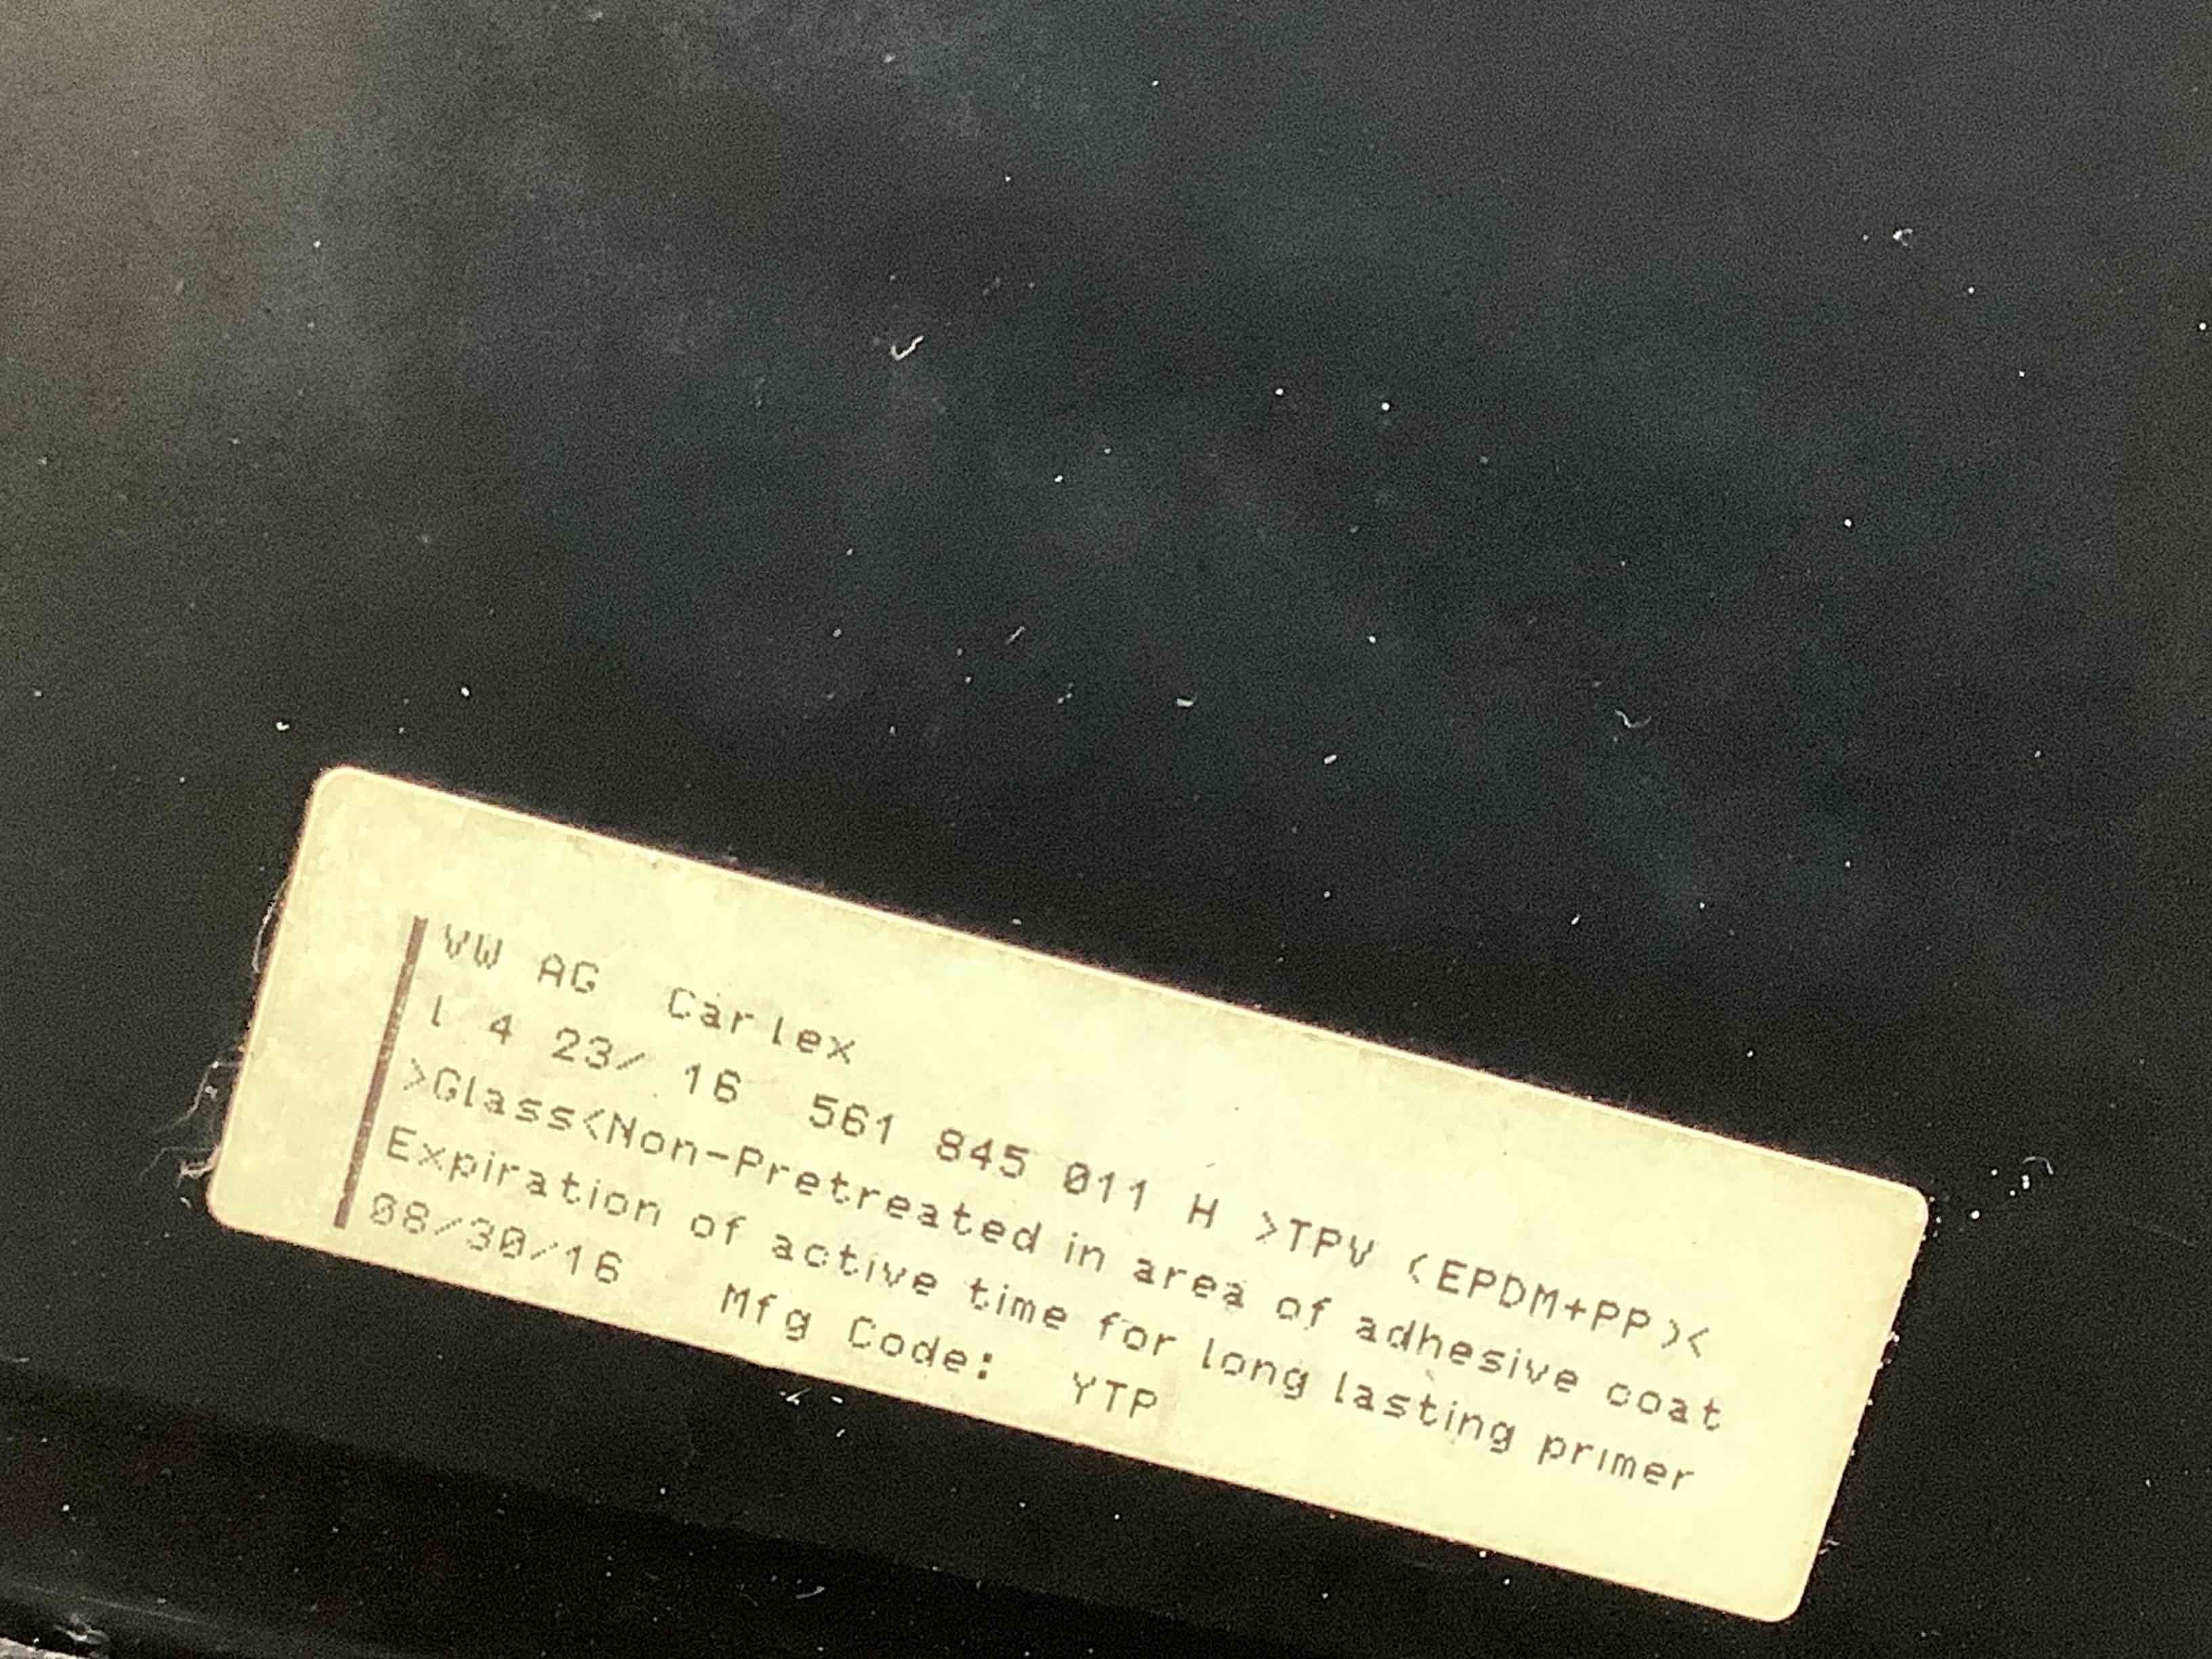 VW AG  Carlex
l 4 23/ 16  561 845 011 H >TPV (EPDM+PP)<
>Glass<Non-Pretreated in area of adhesive coat
Expiration of active time for long lasting primer
08/30/16   Mfg Code:  YTP